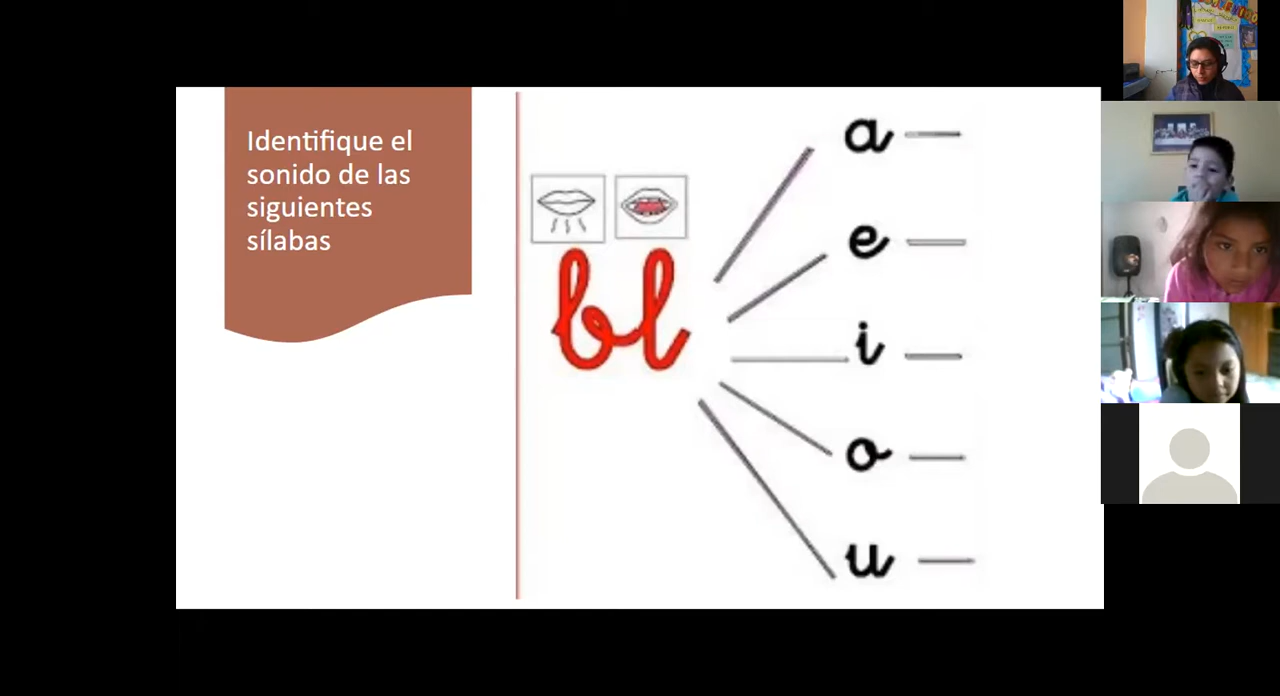 Identifique el
sonido de las
siguientes
sílabas
bl
a
e
i
o
u